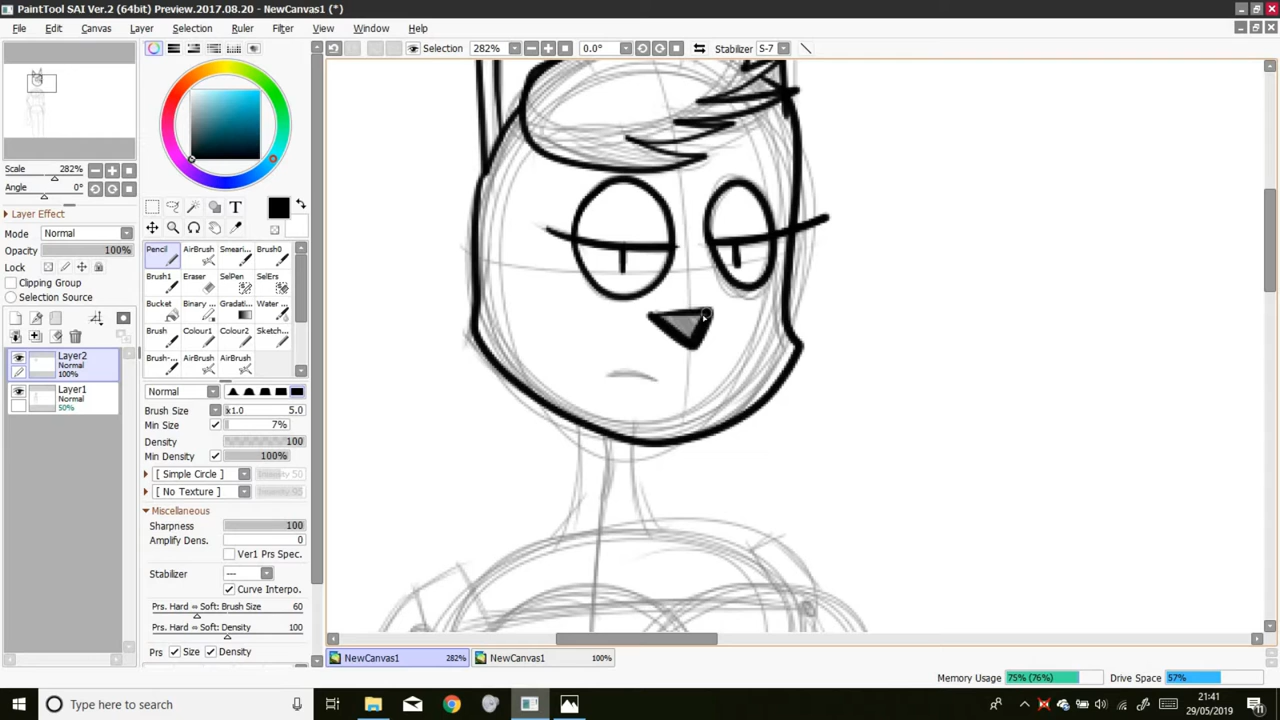 PaintTool SAI Ver.2 (64bit) Preview.2017.08.20 - NewCanvas1 (*)
File Edit Canvas Layer Selection Ruler Filter View Window Help
Selection 282% 0.0° Stabilizer S-7
Scale 282%
Angle 0°
Layer Effect
Mode Normal
Opacity 100%
Lock
Clipping Group
Selection Source
Layer2
Normal
100%
Layer1
Normal
50%
T
Pencil AirBrush Smeari... Brush0
Brush1 Eraser SelPen SelErs
Bucket Binary ... Gradati... Water ...
Brush Colour1 Colour2 Sketch...
Brush-... AirBrush AirBrush
Normal
Brush Size x1.0 5.0
Min Size 7%
Density 100
Min Density 100%
[ Simple Circle ] Intensity 50
[ No Texture ]
Miscellaneous
Sharpness 100
Amplify Dens. 0
Ver1 Prs Spec.
Stabilizer ---
Curve Interpo.
Prs. Hard ⇔ Soft: Brush Size 60
Prs. Hard ⇔ Soft: Density 100
Prs Size Density
NewCanvas1 282% NewCanvas1 100%
Memory Usage 75% (76%) Drive Space 57%
Type here to search
21:41
29/05/2019
11